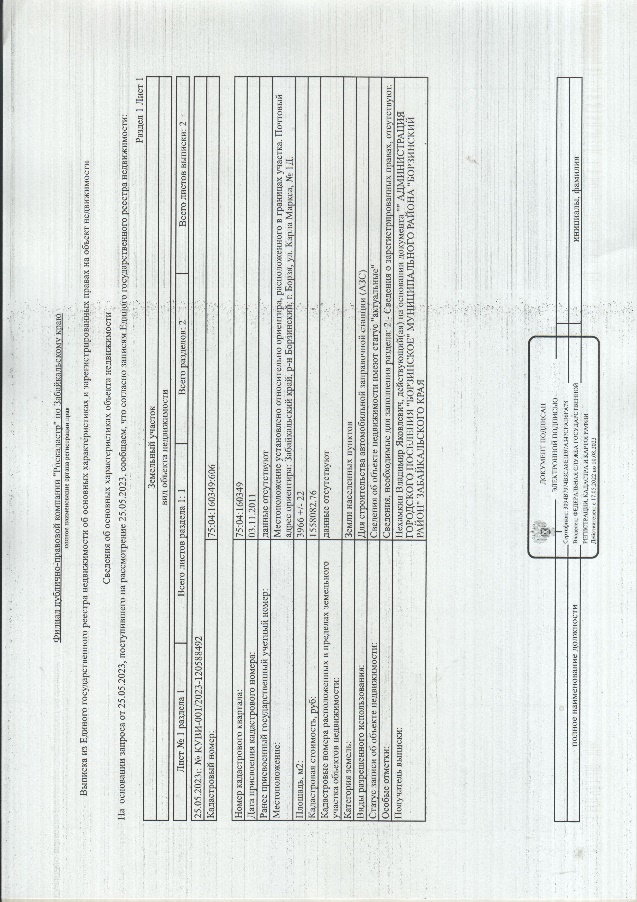 Филиал публично-правовой компании "Роскадастр" по Забайкальскому краю
полное наименование органа регистрации прав
Выписка из Единого государственного реестра недвижимости об основных характеристиках и зарегистрированных правах на объект недвижимости
Сведения об основных характеристиках объекта недвижимости
На основании запроса от 25.05.2023, поступившего на рассмотрение 25.05.2023, сообщаем, что согласно записям Единого государственного реестра недвижимости:
Раздел 1 Лист 1
Земельный участок
вид объекта недвижимости
Лист № 1 раздела 1 Всего листов раздела 1: 1 Всего разделов: 2 Всего листов выписки: 2
25.05.2023г. № КУВИ-001/2023-120588492
Кадастровый номер: 75:04:160349:606
Номер кадастрового квартала: 75:04:160349
Дата присвоения кадастрового номера: 03.11.2011
Ранее присвоенный государственный учетный номер: данные отсутствуют
Местоположение: Местоположение установлено относительно ориентира, расположенного в границах участка. Почтовый
адрес ориентира: Забайкальский край, р-н Борзинский, г. Борзя, ул. Карла Маркса, № 1Д.
Площадь, м2: 3966 +/- 22
Кадастровая стоимость, руб: 1558082.76
Кадастровые номера расположенных в пределах земельного данные отсутствуют
участка объектов недвижимости:
Категория земель: Земли населенных пунктов
Виды разрешенного использования: Для строительства автомобильной заправочной станции (АЗС)
Статус записи об объекте недвижимости: Сведения об объекте недвижимости имеют статус "актуальные"
Особые отметки: Сведения, необходимые для заполнения раздела: 2 - Сведения о зарегистрированных правах, отсутствуют.
Получатель выписки: Владимир Яковлевич, действующий(ая) на основании документа "" АДМИНИСТРАЦИЯ
ГОРОДСКОГО ПОСЕЛЕНИЯ "БОРЗИНСКОЕ" МУНИЦИПАЛЬНОГО РАЙОНА "БОРЗИНСКИЙ
РАЙОН" ЗАБАЙКАЛЬСКОГО КРАЯ
ДОКУМЕНТ ПОДПИСАН
ЭЛЕКТРОННОЙ ПОДПИСЬЮ
Сертификат:
Владелец: ФЕДЕРАЛЬНАЯ СЛУЖБА ГОСУДАРСТВЕННОЙ
РЕГИСТРАЦИИ, КАДАСТРА И КАРТОГРАФИИ
Действителен: с 17.05.2022 по
полное наименование должности инициалы, фамилия